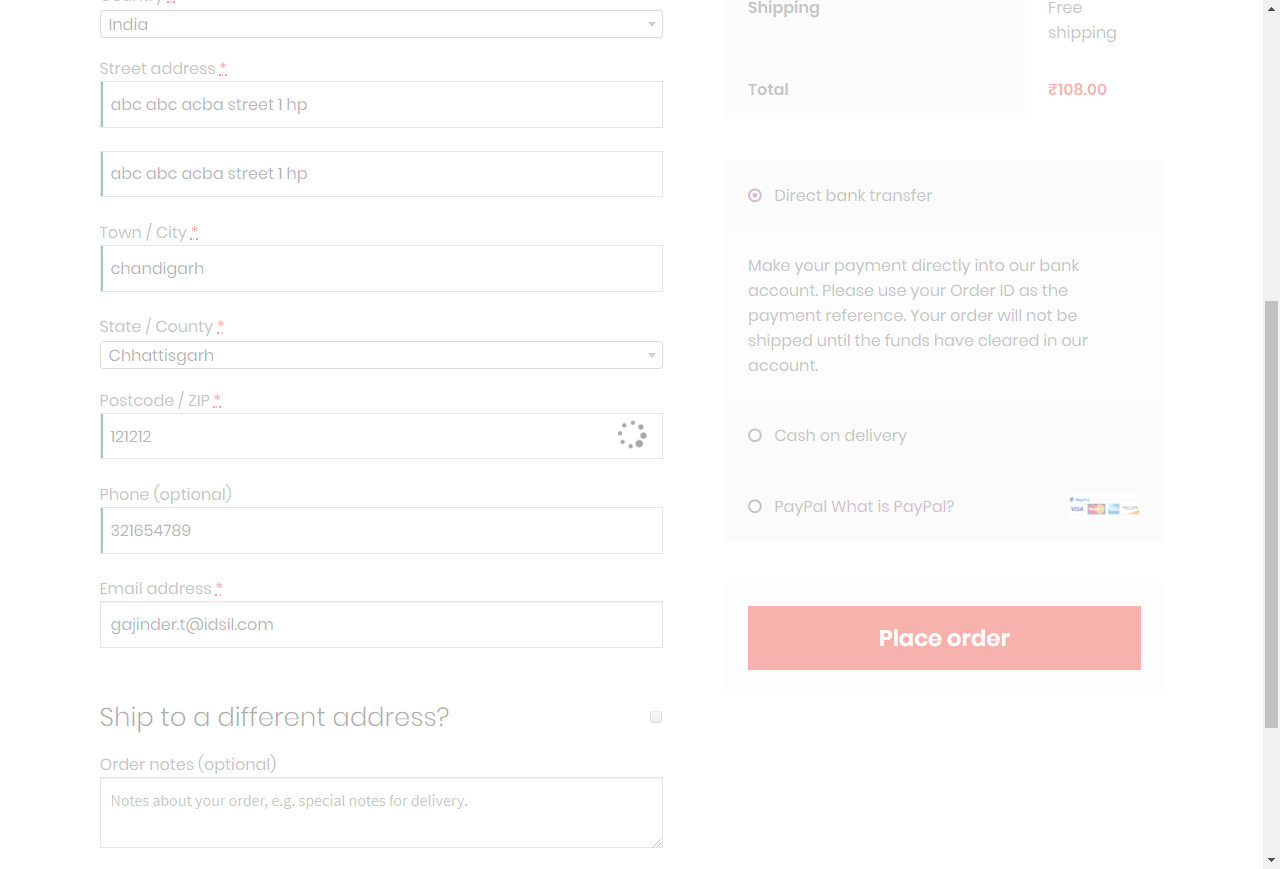 Country *
India
Street address *
abc abc acba street 1 hp
abc abc acba street 1 hp
Town / City *
chandigarh
State / County *
Chhattisgarh
Postcode / ZIP *
121212
Phone (optional)
321654789
Email address *
gajinder.t@idsil.com
Ship to a different address?
Order notes (optional)
Notes about your order, e.g. special notes for delivery.
Shipping
Free
shipping
Total
₹108.00
Direct bank transfer
Make your payment directly into our bank
account. Please use your Order ID as the
payment reference. Your order will not be
shipped until the funds have cleared in our
account.
Cash on delivery
PayPal What is PayPal?
PayPal
VISA
Place order